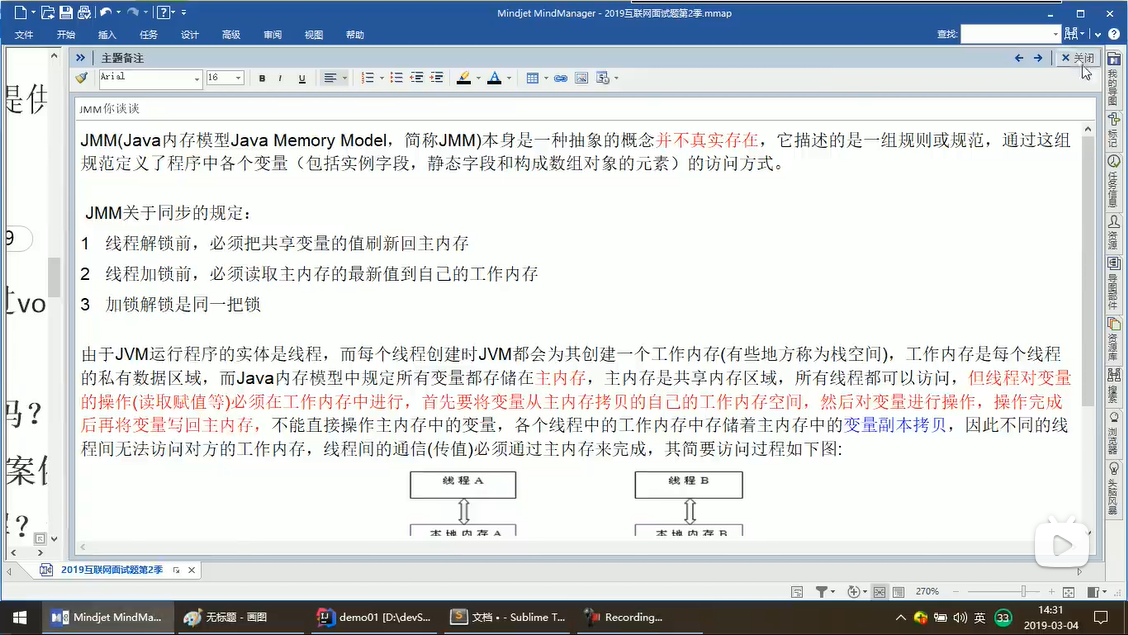 Mindjet MindManager - 2019互联网面试题第2季.mmap
文件 开始 插入 任务 设计 高级 审阅 视图 帮助 查找:
主题备注 关闭
Arial 16 B I U A
JMM你谈谈
JMM(Java内存模型Java Memory Model，简称JMM)本身是一种抽象的概念并不真实存在，它描述的是一组规则或规范，通过这组
规范定义了程序中各个变量（包括实例字段，静态字段和构成数组对象的元素）的访问方式。
JMM关于同步的规定：
1 线程解锁前，必须把共享变量的值刷新回主内存
2 线程加锁前，必须读取主内存的最新值到自己的工作内存
3 加锁解锁是同一把锁
由于JVM运行程序的实体是线程，而每个线程创建时JVM都会为其创建一个工作内存(有些地方称为栈空间)，工作内存是每个线程
的私有数据区域，而Java内存模型中规定所有变量都存储在主内存，主内存是共享内存区域，所有线程都可以访问，但线程对变量
的操作(读取赋值等)必须在工作内存中进行，首先要将变量从主内存拷贝的自己的工作内存空间，然后对变量进行操作，操作完成
后再将变量写回主内存，不能直接操作主内存中的变量，各个线程中的工作内存中存储着主内存中的变量副本拷贝，因此不同的线
程间无法访问对方的工作内存，线程间的通信(传值)必须通过主内存来完成，其简要访问过程如下图:
线程A 线程B
本地内存A 本地内存B
提供
9
过vo
吗?
案例
?
我的导图
标记
任务信息
资源
导图部件
资源库
搜索
浏览器
头脑风暴
2019互联网面试题第2季
270%
Mindjet MindMa... 无标题 - 画图 demo01 [D:\devS... 文档 • - Sublime T... Recording... 英 33 14:31
2019-03-04